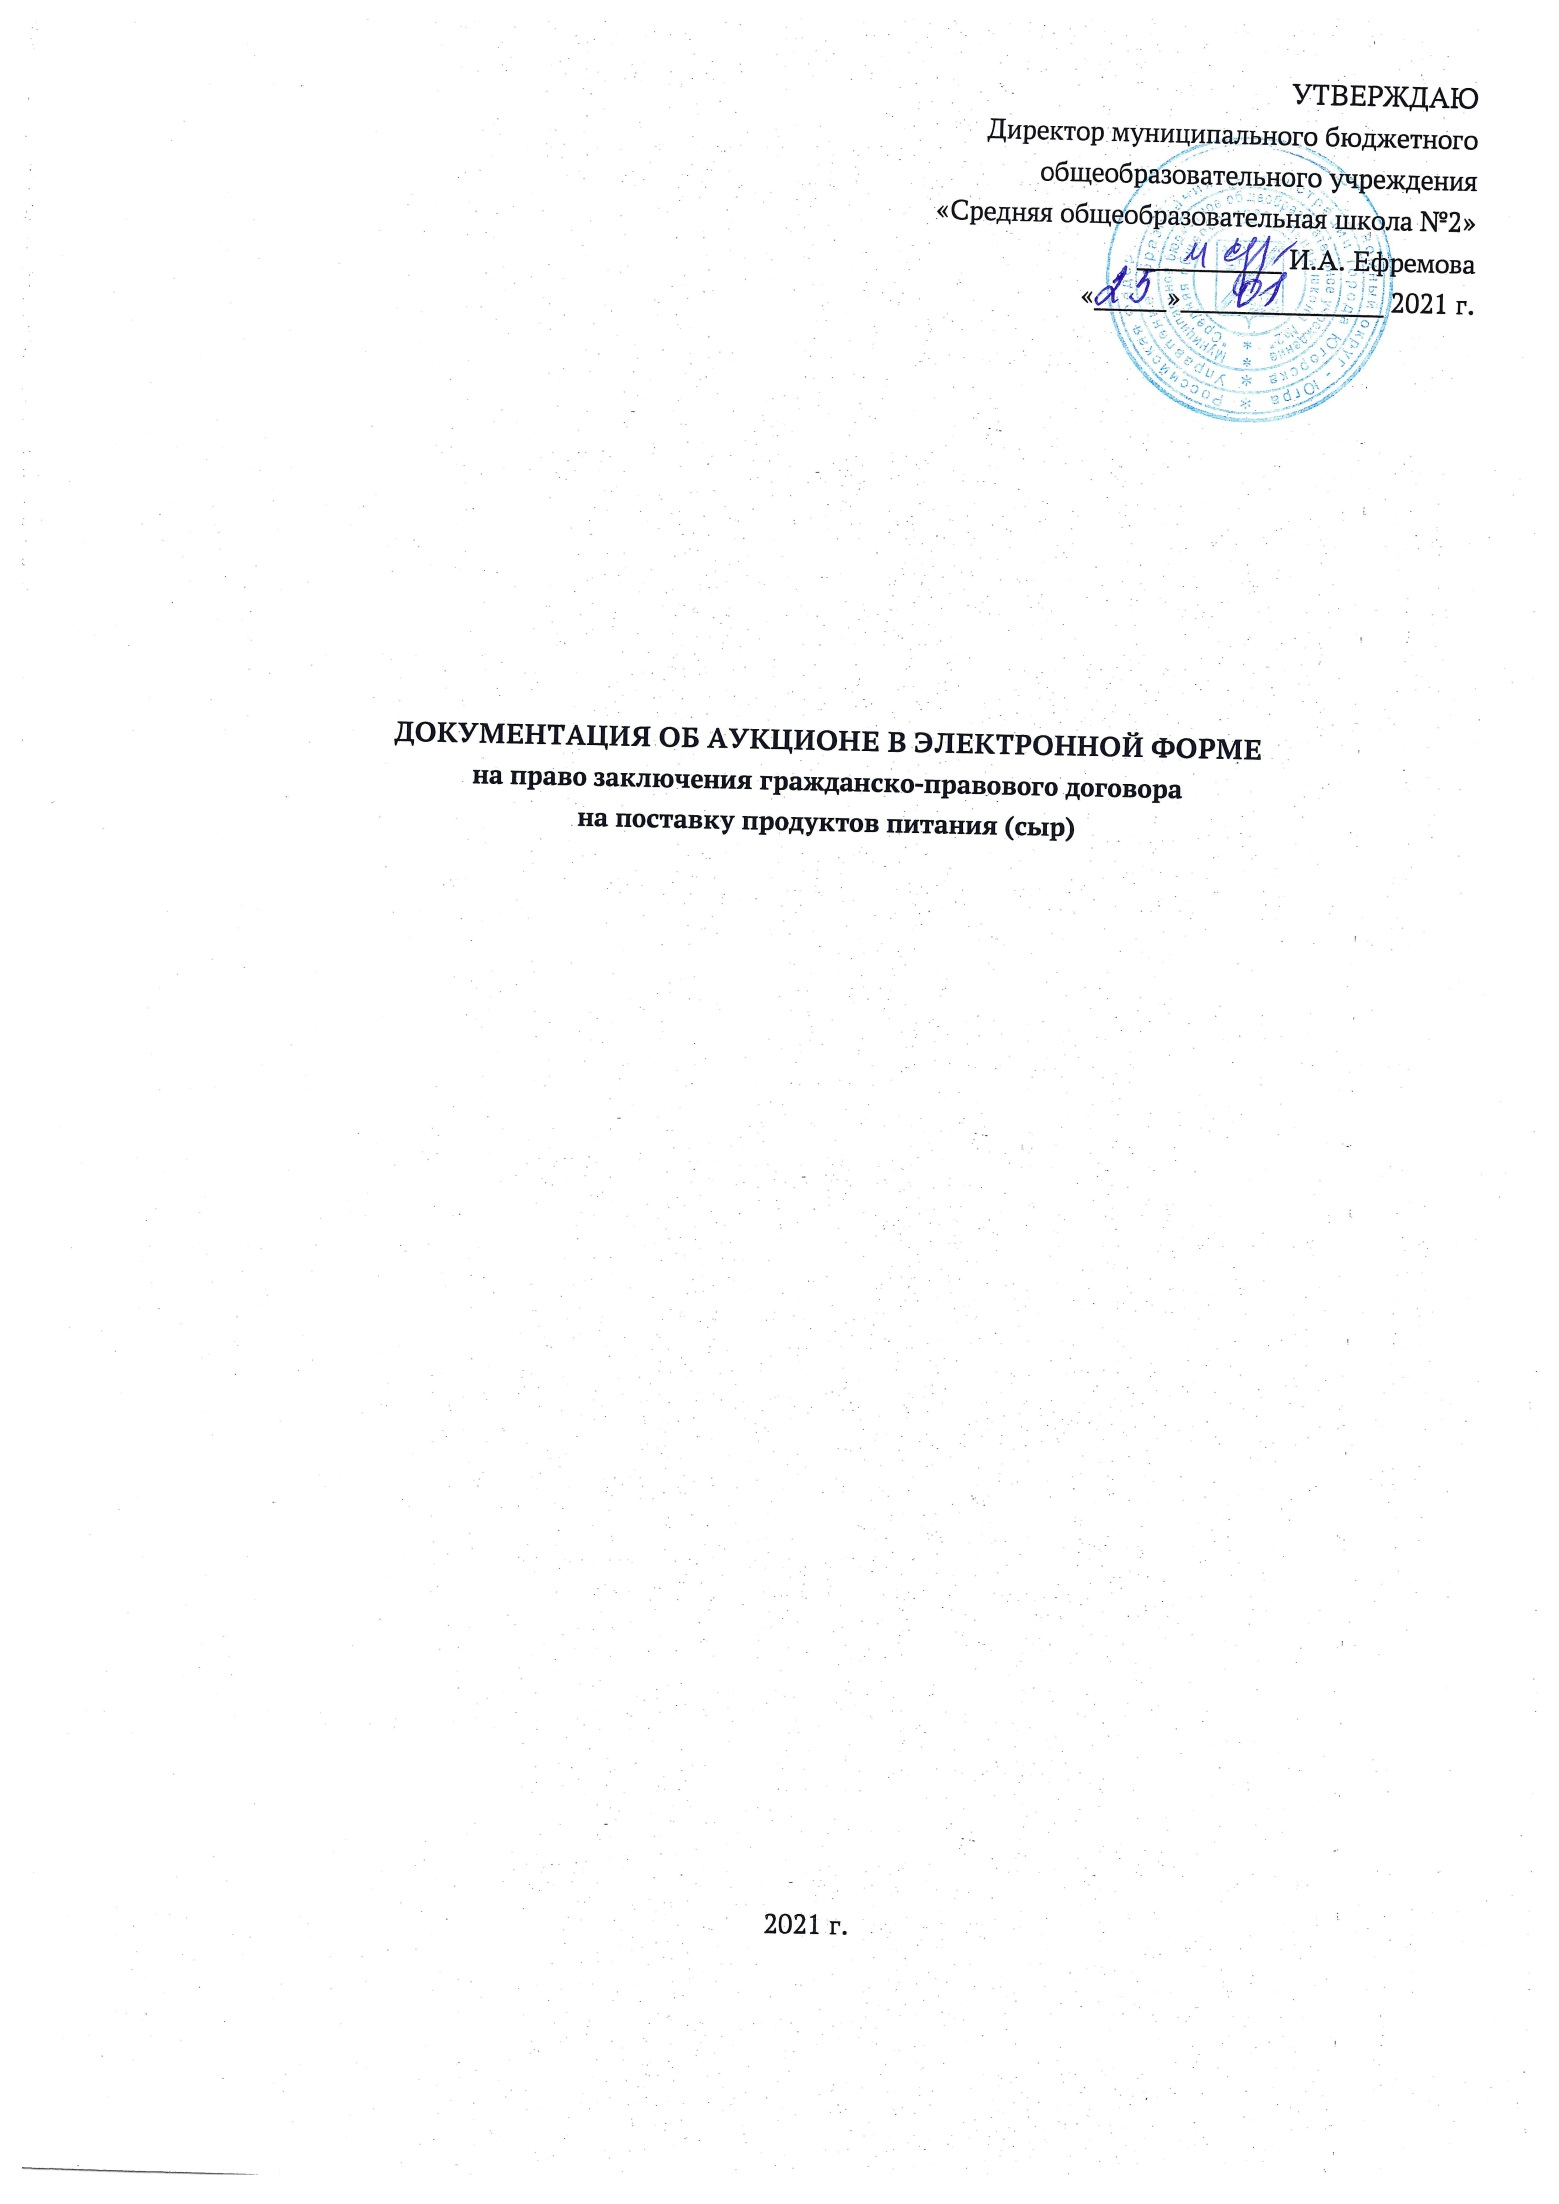 УТВЕРЖДАЮ
Директор муниципального бюджетного
общеобразовательного учреждения
«Средняя общеобразовательная школа №2»
И.А. Ефремова
«25» 01 2021 г.
ДОКУМЕНТАЦИЯ ОБ АУКЦИОНЕ В ЭЛЕКТРОННОЙ ФОРМЕ
на право заключения гражданско-правового договора
на поставку продуктов питания (сыр)
2021 г.